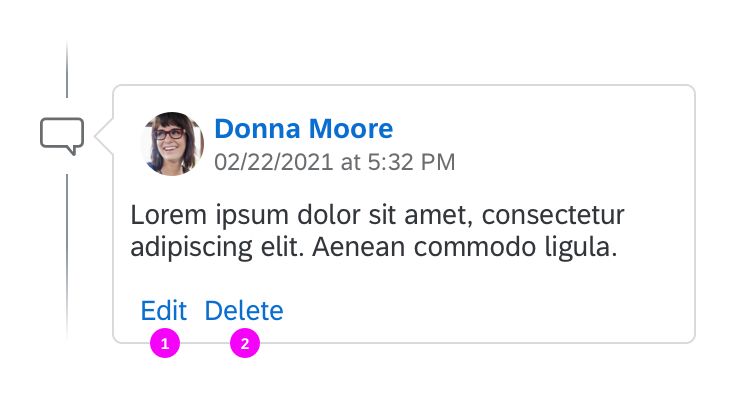 Donna Moore
02/22/2021 at 5:32 PM
Lorem ipsum dolor sit amet, consectetur
adipiscing elit. Aenean commodo ligula.
Edit Delete
1 2